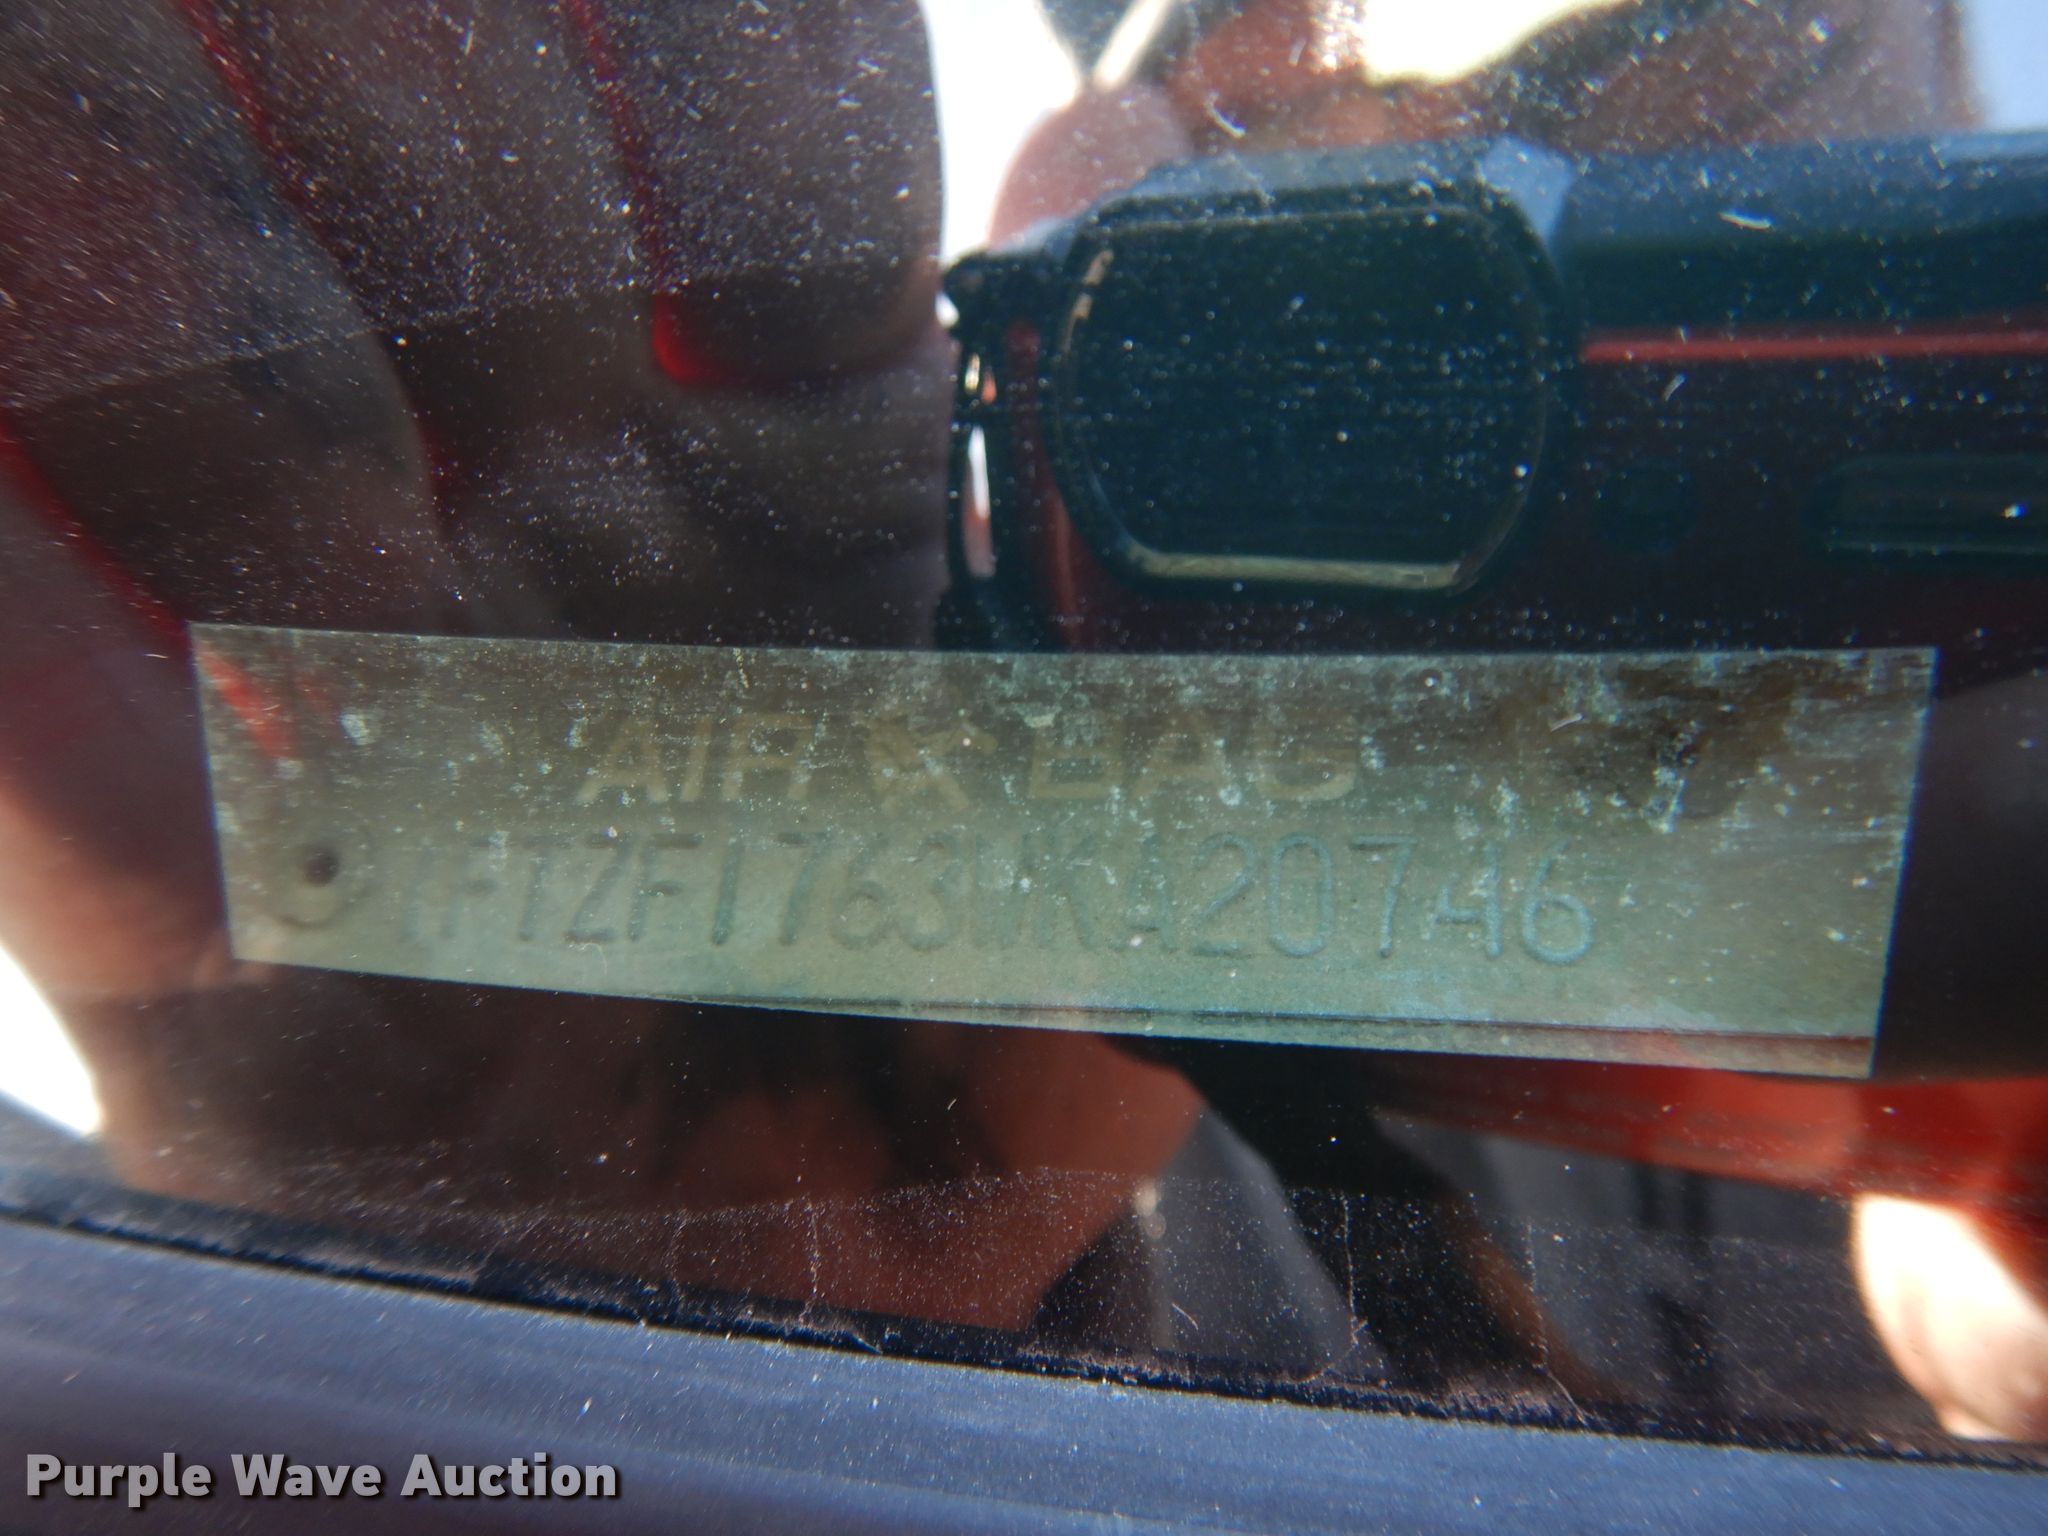 AIR BAG
1FTZF1763WKA20746
Purple Wave Auction